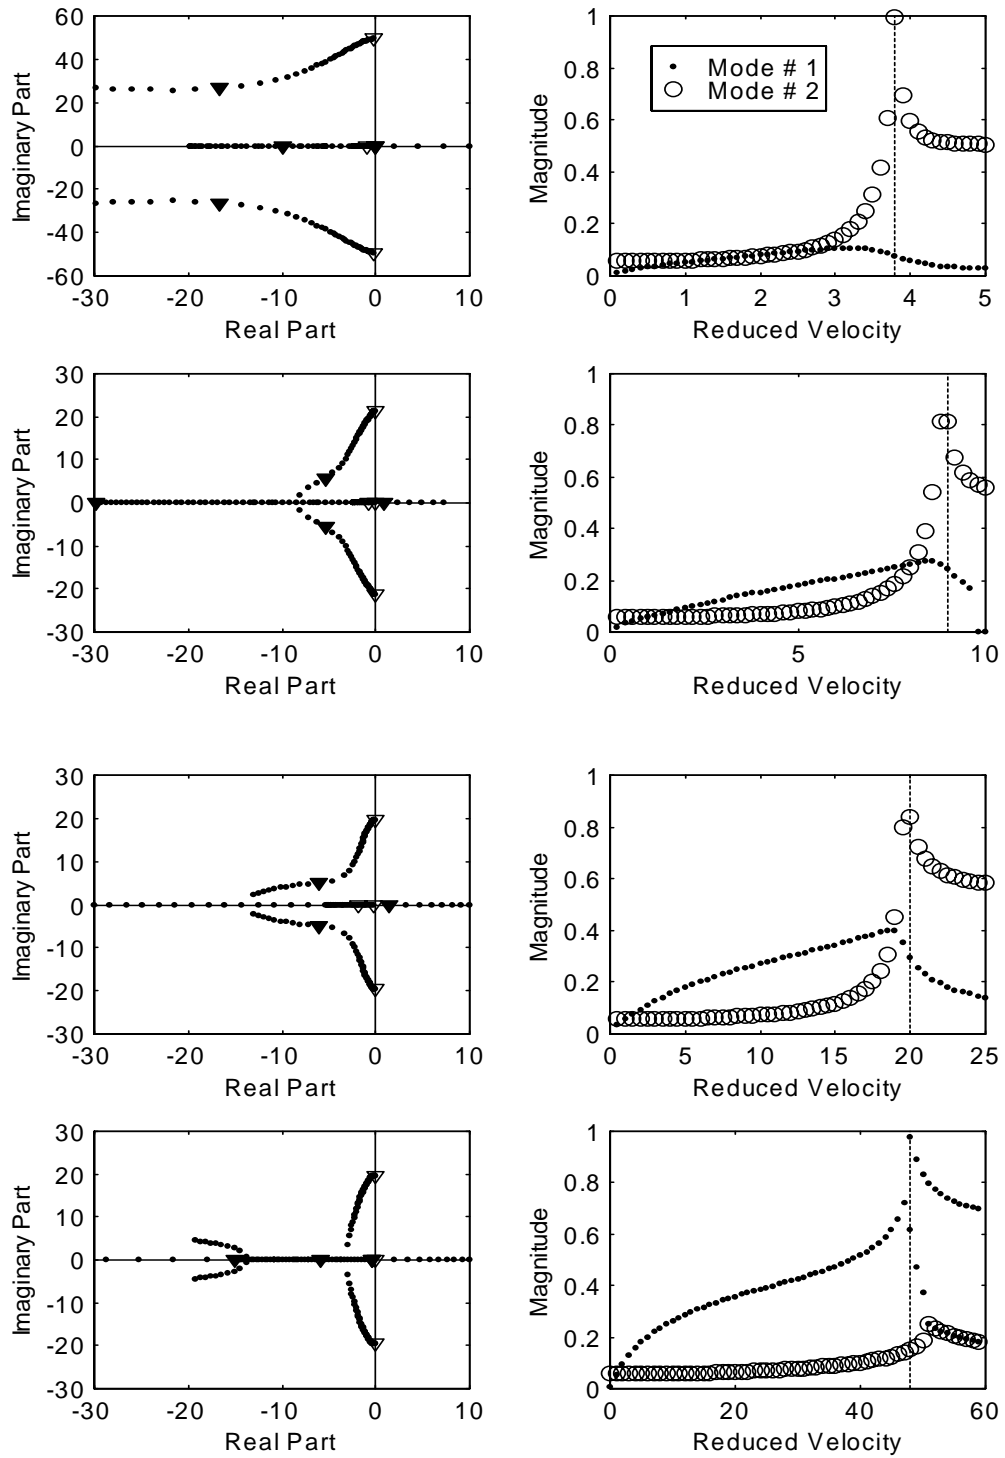 60
40
20
0
-20
-40
-60
Imaginary Part
-30 -20 -10 0 10
Real Part
1
0.8
0.6
0.4
0.2
0
Magnitude
Mode # 1
Mode # 2
0 1 2 3 4 5
Reduced Velocity
30
20
10
0
-10
-20
-30
Imaginary Part
-30 -20 -10 0 10
Real Part
1
0.8
0.6
0.4
0.2
0
Magnitude
0 5 10
Reduced Velocity
30
20
10
0
-10
-20
-30
Imaginary Part
-30 -20 -10 0 10
Real Part
1
0.8
0.6
0.4
0.2
0
Magnitude
0 5 10 15 20 25
Reduced Velocity
30
20
10
0
-10
-20
-30
Imaginary Part
-30 -20 -10 0 10
Real Part
1
0.8
0.6
0.4
0.2
0
Magnitude
0 20 40 60
Reduced Velocity